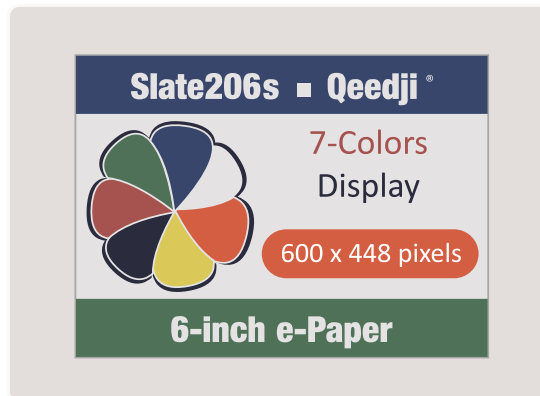 Slate206s ■ Qeedji ®
7-Colors
Display
600 x 448 pixels
6-inch e-Paper